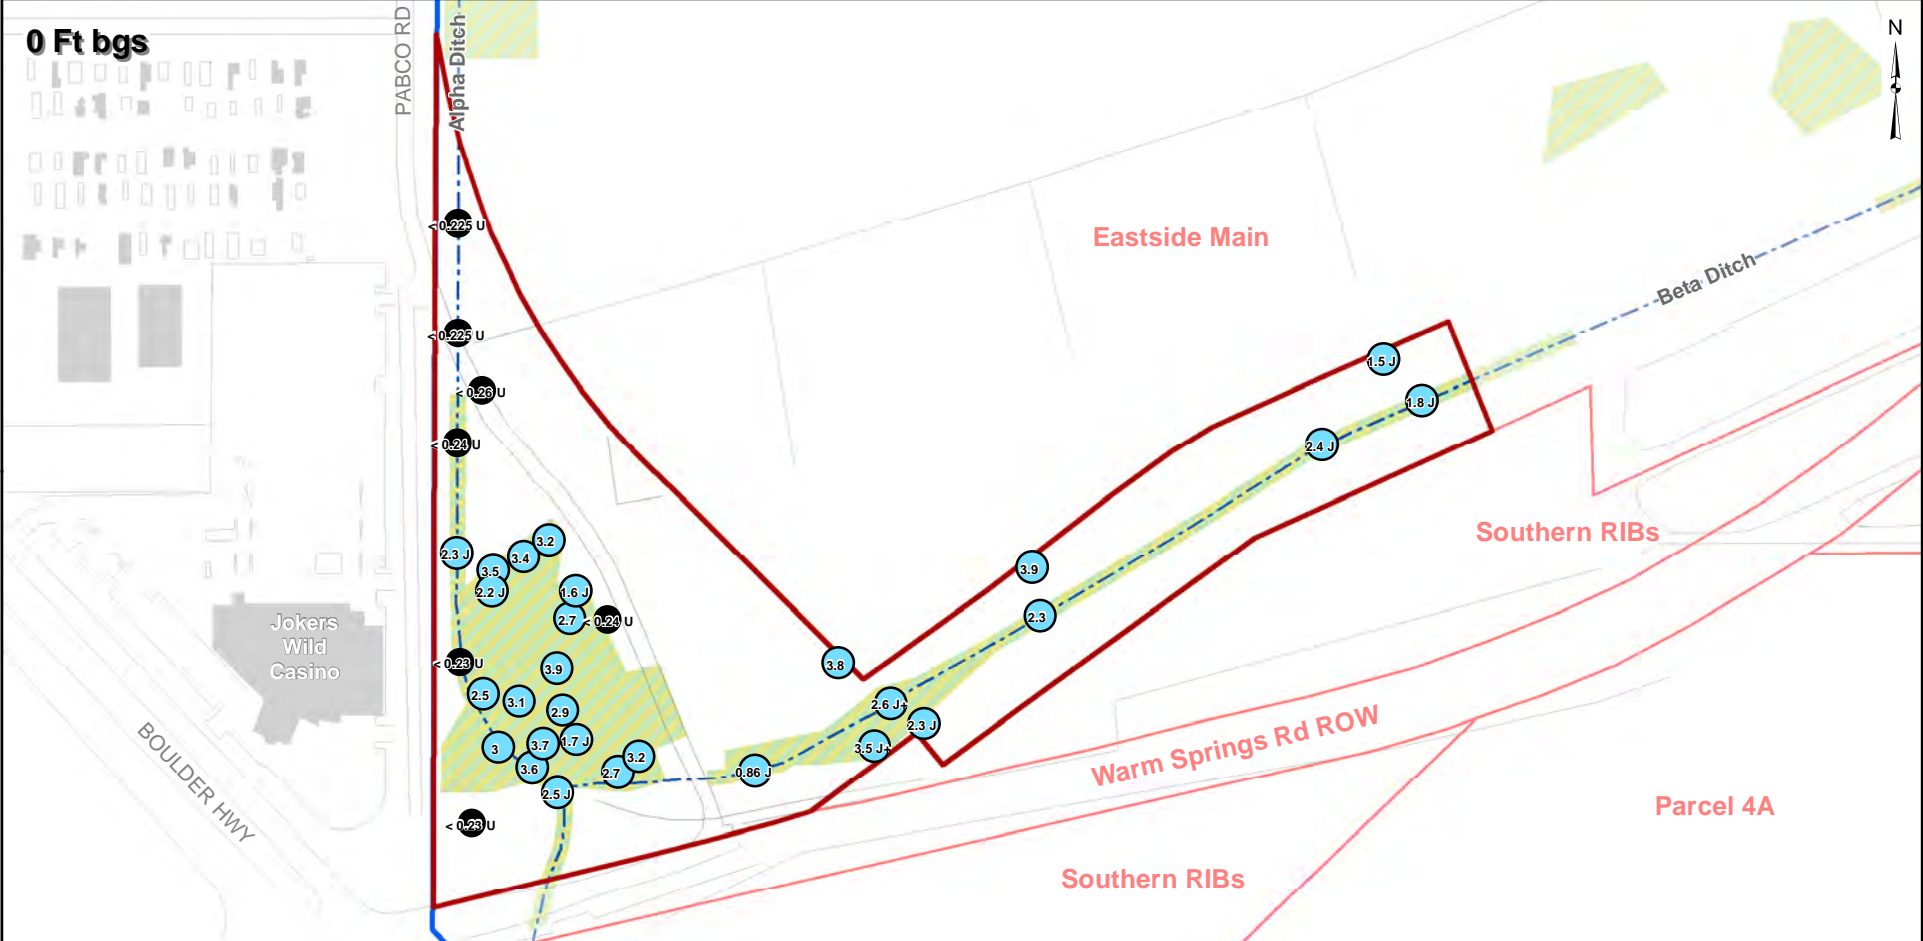 0 Ft bgs
PABCO RD
Alpha Ditch
N
< 0.225 U
Eastside Main
Beta Ditch
< 0.225 U
1.5 J
< 0.26 U
1.8 J
< 0.24 U
2.4 J
Southern RIBs
3.2
2.3 J
3.4
3.5
3.9
2.2 J
1.6 J
2.3
2.7
< 0.24 U
Jokers
Wild
Casino
< 0.23 U
3.8
3.9
2.5
3.1
2.6 J+
2.9
2.3 J
Warm Springs Rd ROW
3
3.7
1.7 J
3.5 J+
3.2
3.6
2.7
0.86 J
BOULDER HWY
2.5 J
Parcel 4A
< 0.23 U
Southern RIBs